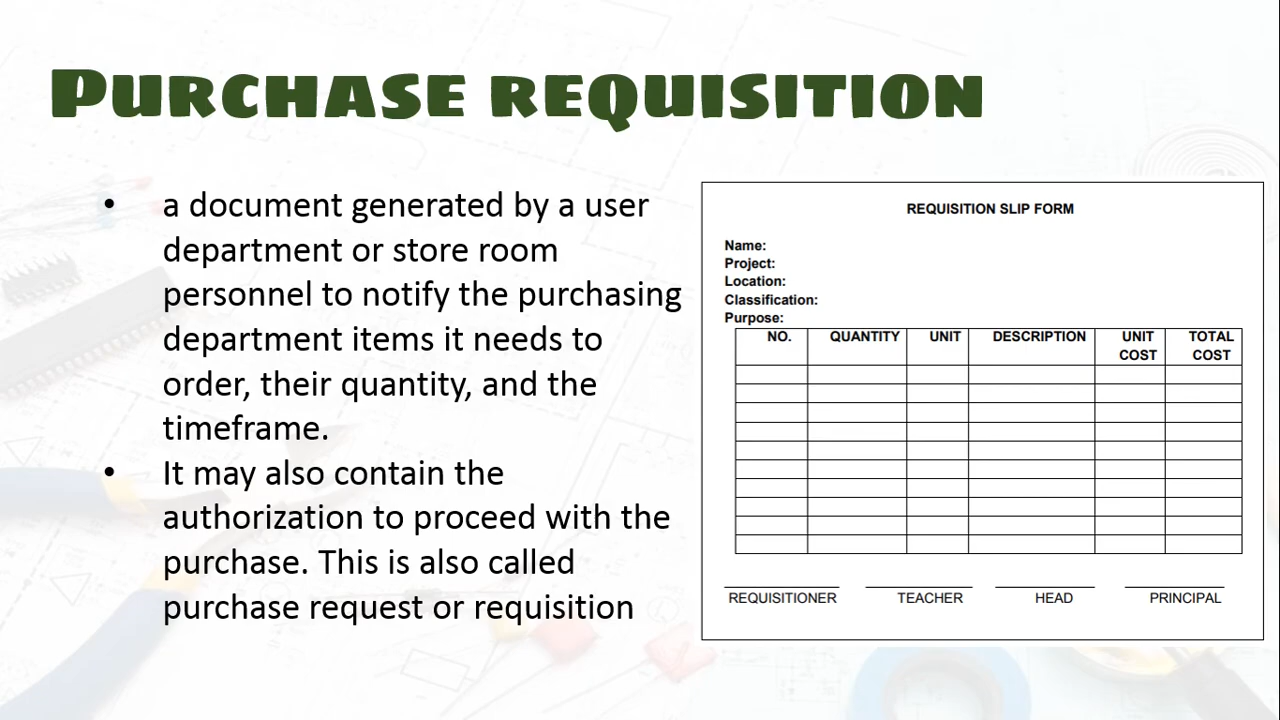 PURCHASE REQUISITION
• a document generated by a user
department or store room
personnel to notify the purchasing
department items it needs to
order, their quantity, and the
timeframe.
• It may also contain the
authorization to proceed with the
purchase. This is also called
purchase request or requisition
REQUISITION SLIP FORM
Name:
Project:
Location:
Classification:
Purpose:
NO. QUANTITY UNIT DESCRIPTION UNIT TOTAL
COST COST
REQUISITIONER TEACHER HEAD PRINCIPAL